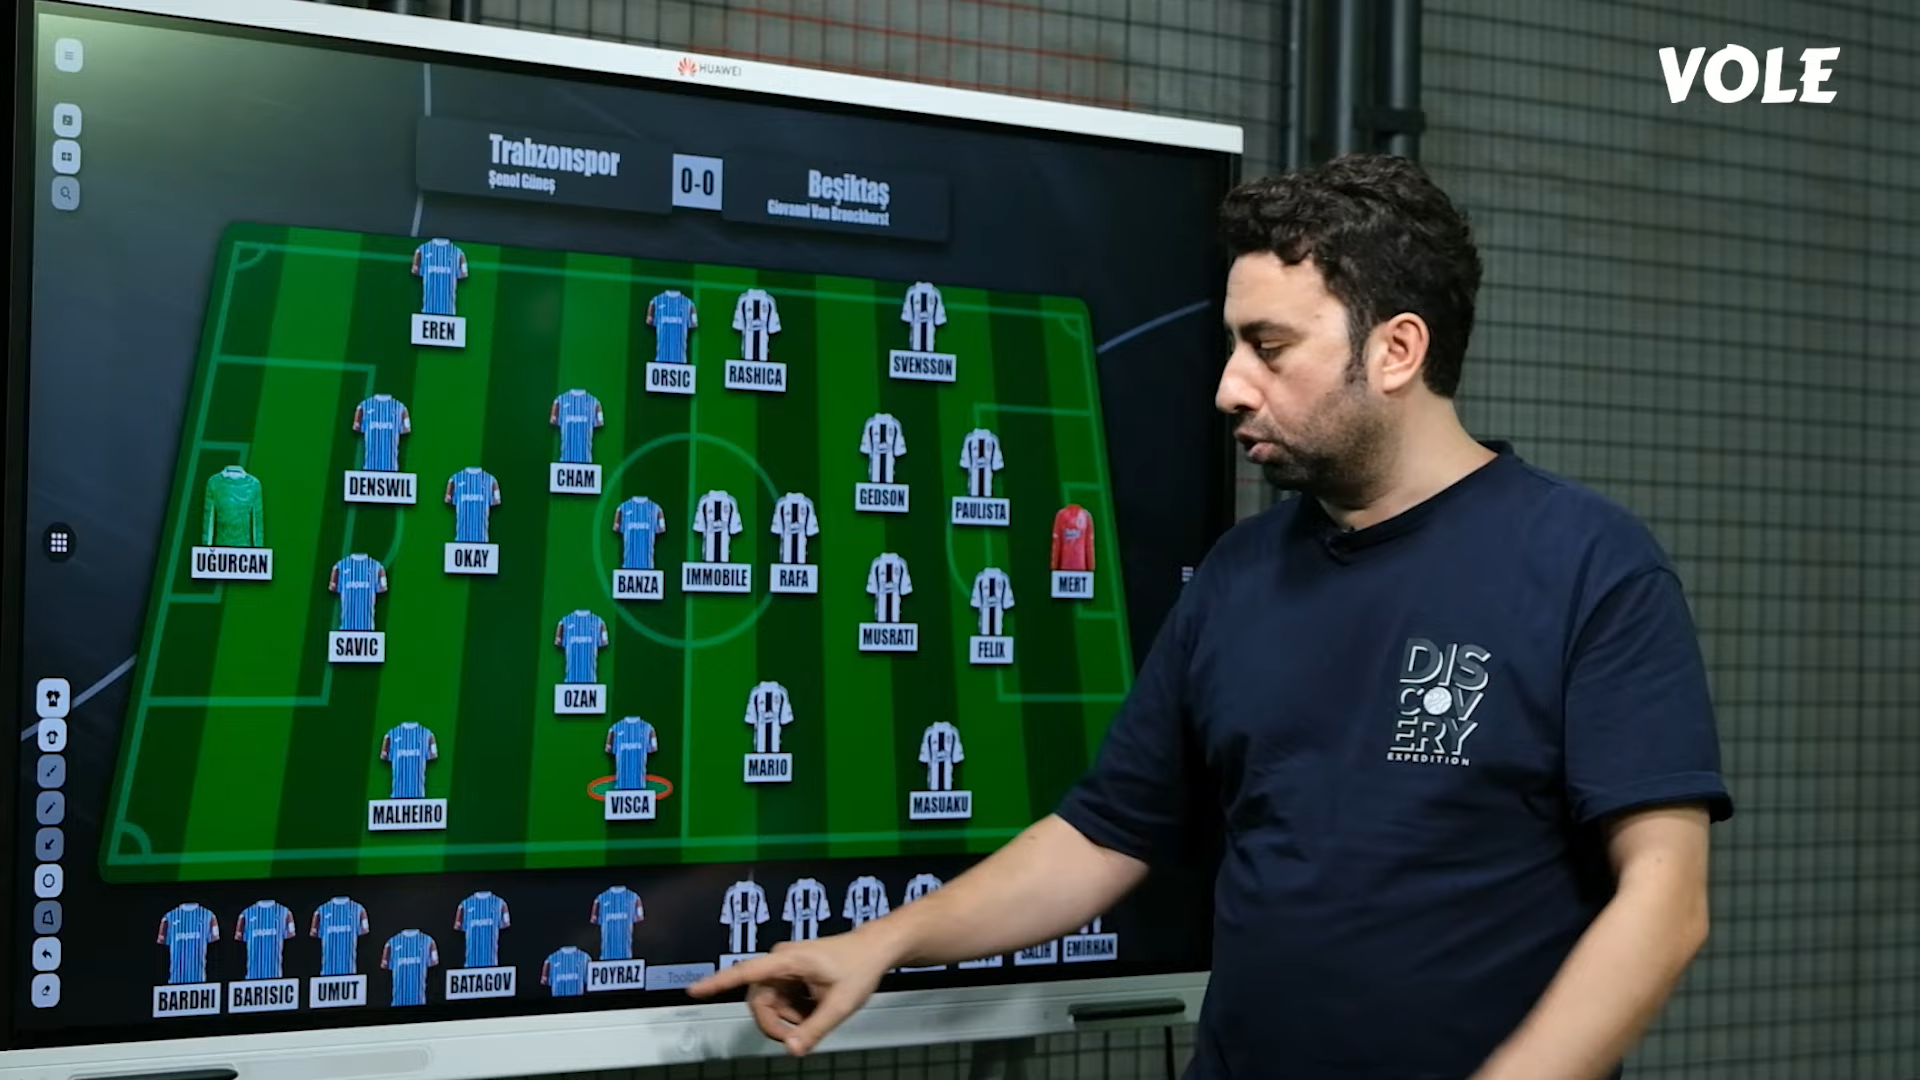 VOLE
HUAWEI
Trabzonspor
Şenol Güneş
0-0
Beşiktaş
Giovanni Van Bronckhorst
EREN
ORSIC
RASHICA
SVENSSON
DENSWIL
CHAM
GEDSON
PAULISTA
UĞURCAN
OKAY
BANZA
IMMOBILE
RAFA
MERT
SAVIC
MUSRATI
FELIX
OZAN
MARIO
MALHEIRO
VISCA
MASUAKU
BARDHI
BARISIC
UMUT
BATAGOV
POYRAZ
SALIH
EMIRHAN
DIS
COV
ERY
EXPEDITION